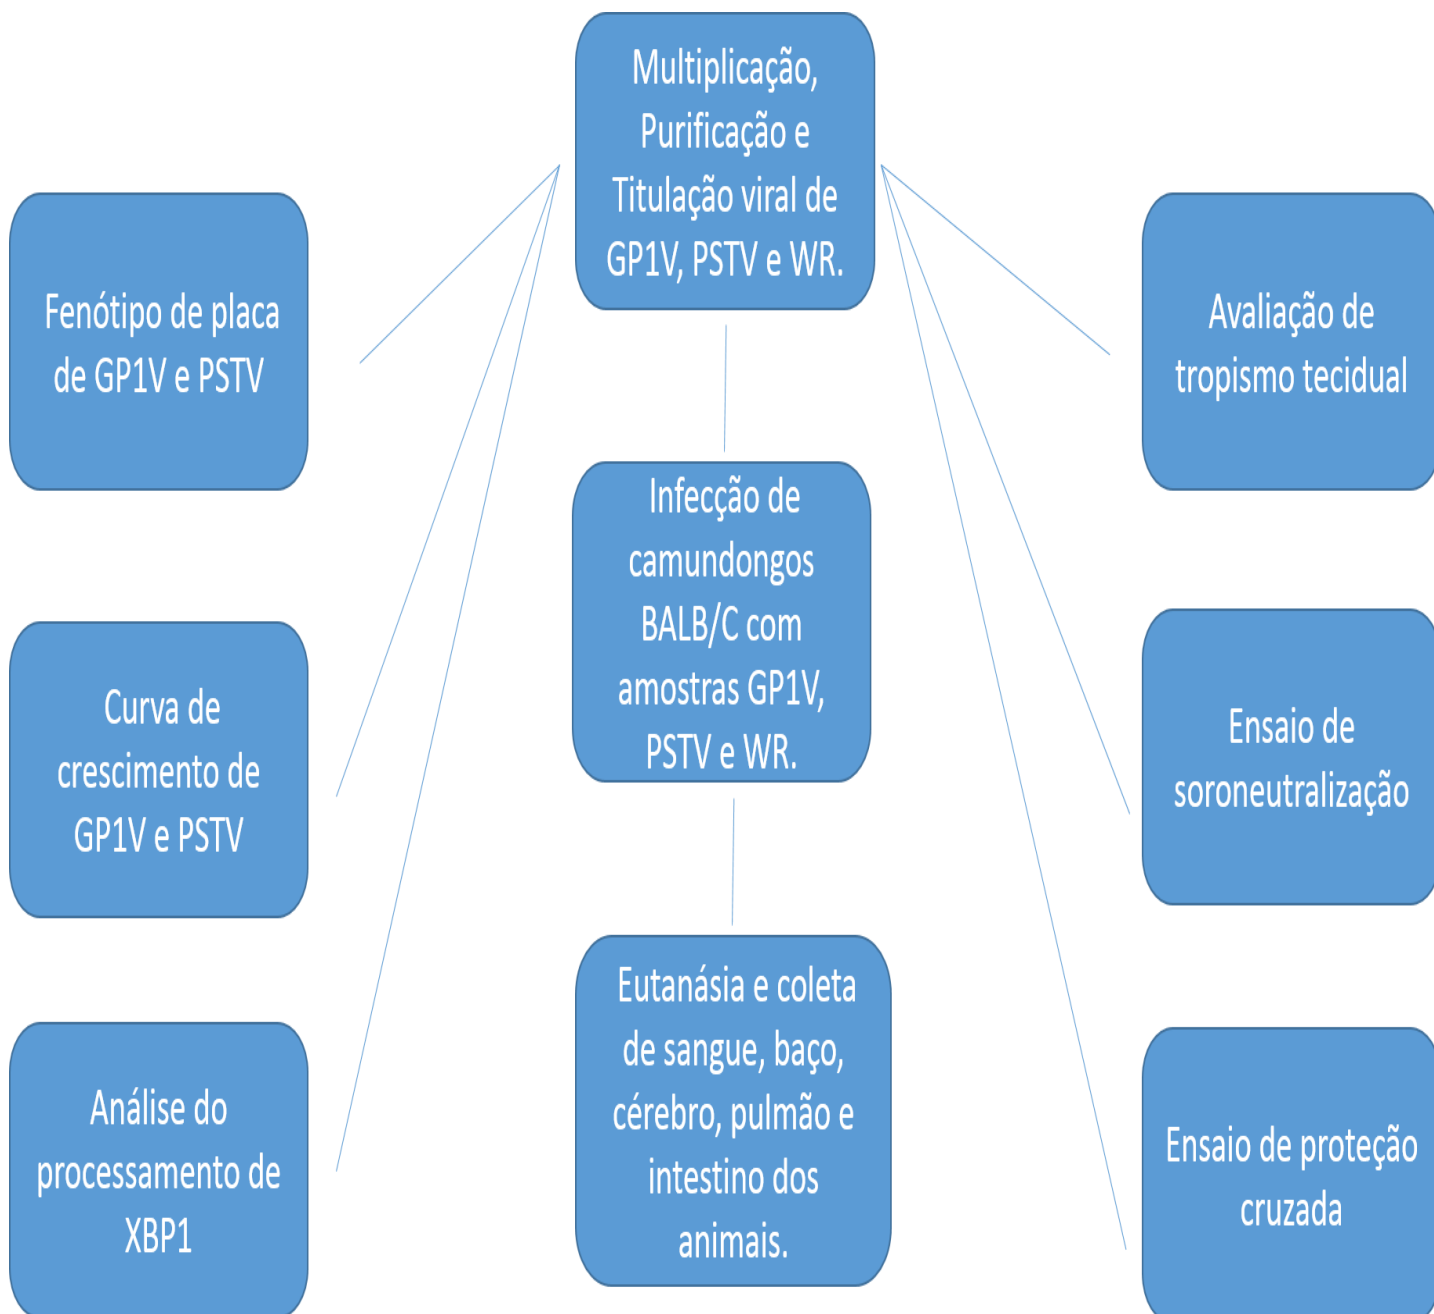 Multiplicação,
Purificação e
Titulação viral de
GP1V, PSTV e WR.
Fenótipo de placa
de GP1V e PSTV
Avaliação de
tropismo tecidual
Infecção de
camundongos
BALB/C com
amostras GP1V,
PSTV e WR.
Curva de
crescimento de
GP1V e PSTV
Ensaio de
soroneutralização
Eutanásia e coleta
de sangue, baço,
cérebro, pulmão e
intestino dos
animais.
Análise do
processamento de
XBP1
Ensaio de proteção
cruzada